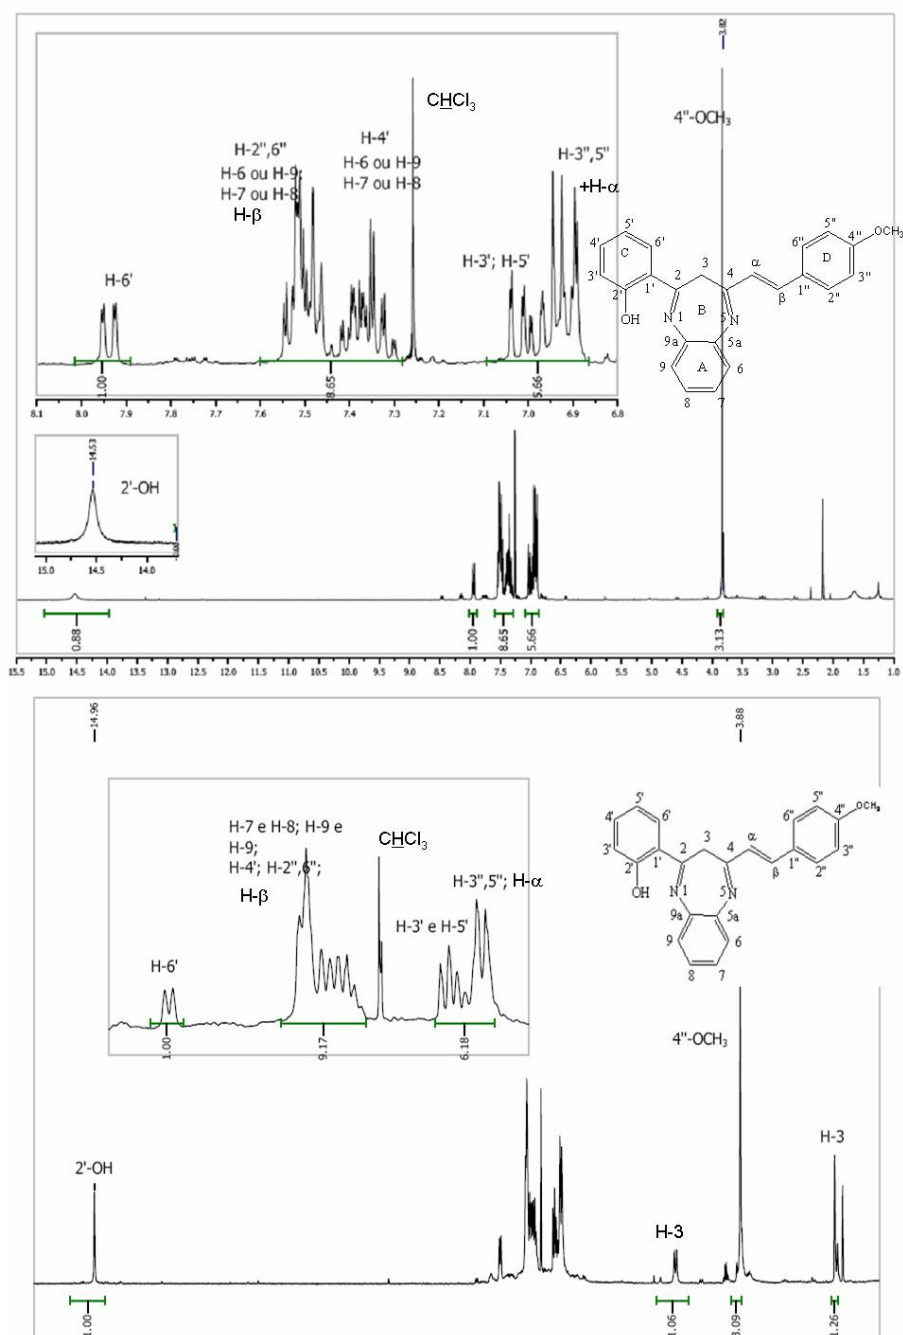 3.82
CHCl3
4"-OCH3
H-2",6"
H-6 ou H-9;
H-7 ou H-8
H-β
H-4'
H-6 ou H-9
H-7 ou H-8
H-3",5"
+H-α
H-6'
H-3'; H-5'
1.00
8.65
5.66
8.1 8.0 7.9 7.8 7.7 7.6 7.5 7.4 7.3 7.2 7.1 7.0 6.9 6.8
5'
4'
C
6'
3'
2'
1'
OH
2
3
4
α
β
B
N
1
5
N
9a
5a
A
9
6
8
7
6"
5"
D
4"
OCH3
1"
3"
2"
14.53
2'-OH
15.0 14.5 14.0
0.88
1.00
8.65
5.66
3.13
15.5 15.0 14.5 14.0 13.5 13.0 12.5 12.0 11.5 11.0 10.5 10.0 9.5 9.0 8.5 8.0 7.5 7.0 6.5 6.0 5.5 5.0 4.5 4.0 3.5 3.0 2.5 2.0 1.5 1.0
14.96
3.88
H-7 e H-8; H-9 e
H-9;
H-4'; H-2",6";
H-β
CHCl3
H-3",5"; H-α
H-3' e H-5'
H-6'
1.00
9.17
6.18
5'
4'
6'
3'
2'
1'
OH
2
3
4
α
β
N
1
5
N
9a
5a
9
6
8
7
6"
5"
4"
OCH3
1"
3"
2"
4"-OCH3
2'-OH
H-3
H-3
1.00
1.06
3.09
1.26